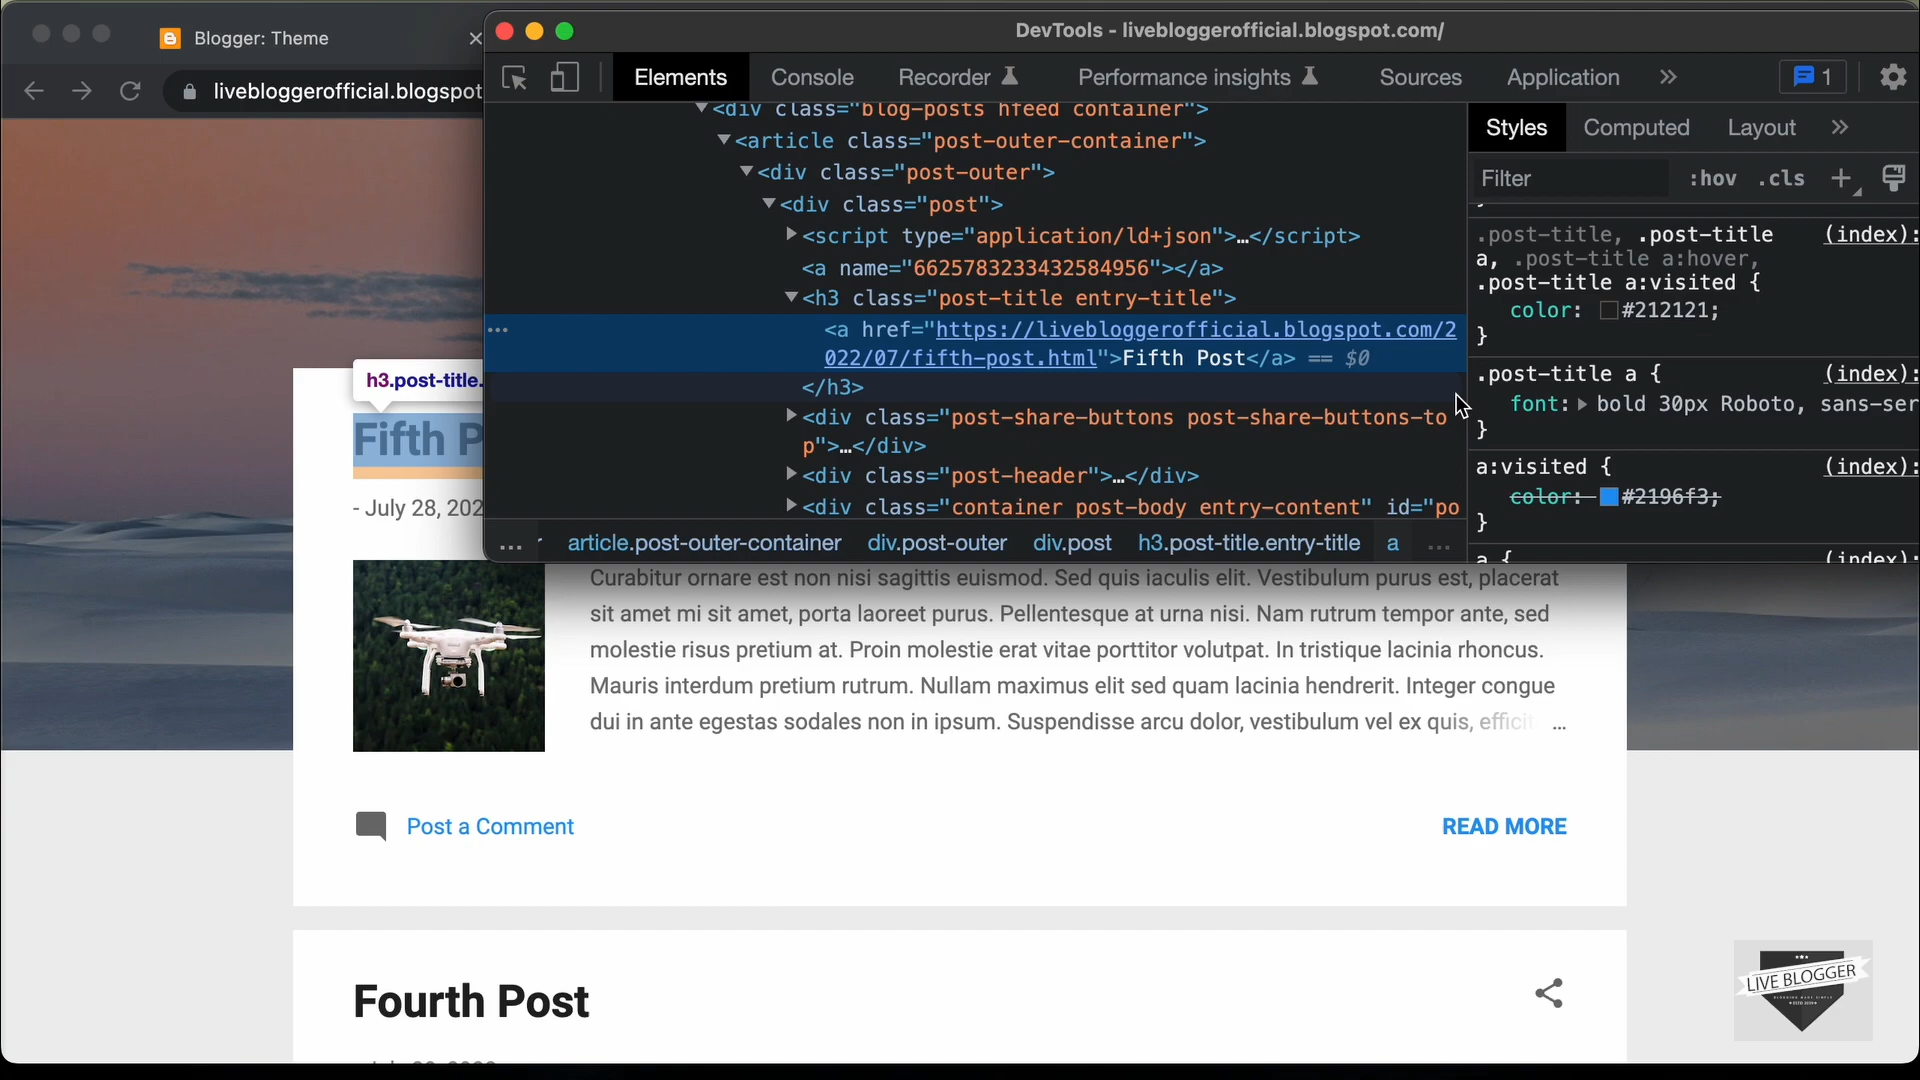 Blogger: Theme
livebloggerofficial.blogspot
DevTools - livebloggerofficial.blogspot.com/
Elements
Console
Recorder
Performance insights
Sources
Application
1
<div class="blog-posts hfeed container">
<article class="post-outer-container">
<div class="post-outer">
<div class="post">
<script type="application/ld+json">…</script>
<a name="6625783233432584956"></a>
<h3 class="post-title entry-title">
<a href="https://livebloggerofficial.blogspot.com/2
022/07/fifth-post.html">Fifth Post</a> == $0
</h3>
<div class="post-share-buttons post-share-buttons-to
p">…</div>
<div class="post-header">…</div>
<div class="container post-body entry-content" id="po
… r article.post-outer-container div.post-outer div.post h3.post-title.entry-title a …
Styles
Computed
Layout
Filter
:hov .cls
}
.post-title, .post-title (index):
a, .post-title a:hover,
.post-title a:visited {
color: #212121;
}
.post-title a { (index):
font: bold 30px Roboto, sans-ser
}
a:visited { (index):
color: #2196f3;
}
a { (index):
h3.post-title.
Fifth P
- July 28, 202
Curabitur ornare est non nisi sagittis euismod. Sed quis iaculis elit. Vestibulum purus est, placerat
sit amet mi sit amet, porta laoreet purus. Pellentesque at urna nisi. Nam rutrum tempor ante, sed
molestie risus pretium at. Proin molestie erat vitae porttitor volutpat. In tristique lacinia rhoncus.
Mauris interdum pretium rutrum. Nullam maximus elit sed quam lacinia hendrerit. Integer congue
dui in ante egestas sodales non in ipsum. Suspendisse arcu dolor, vestibulum vel ex quis, efficit …
Post a Comment
READ MORE
Fourth Post
LIVE BLOGGER